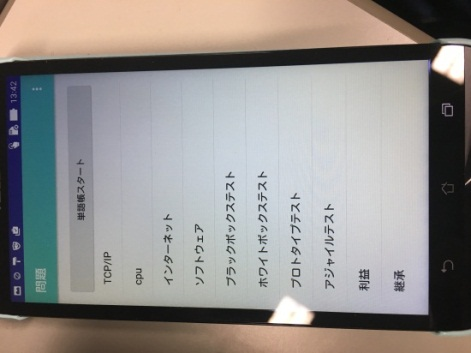 13:42
問題
単語帳スタート
TCP/IP
cpu
インターネット
ソフトウェア
ブラックボックステスト
ホワイトボックステスト
プロトタイプテスト
アジャイルテスト
利益
継承